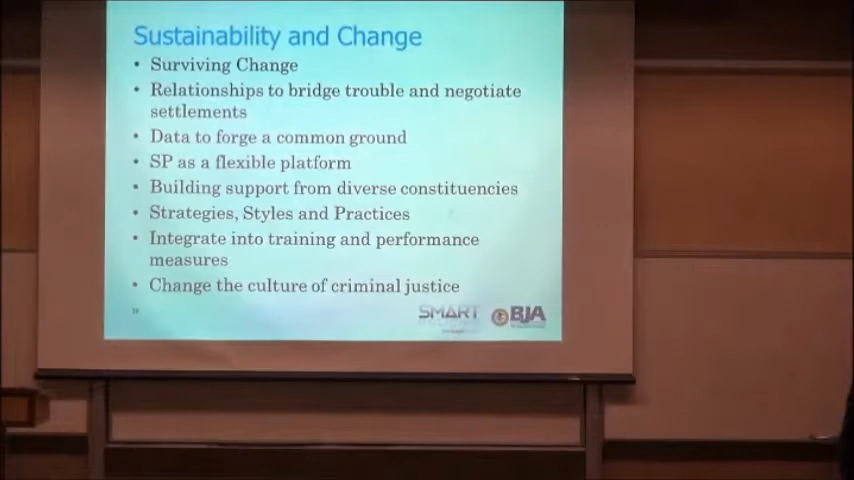 Sustainability and Change
• Surviving Change
• Relationships to bridge trouble and negotiate
settlements
• Data to forge a common ground
• SP as a flexible platform
• Building support from diverse constituencies
• Strategies, Styles and Practices
• Integrate into training and performance
measures
• Change the culture of criminal justice
SMART
BJA